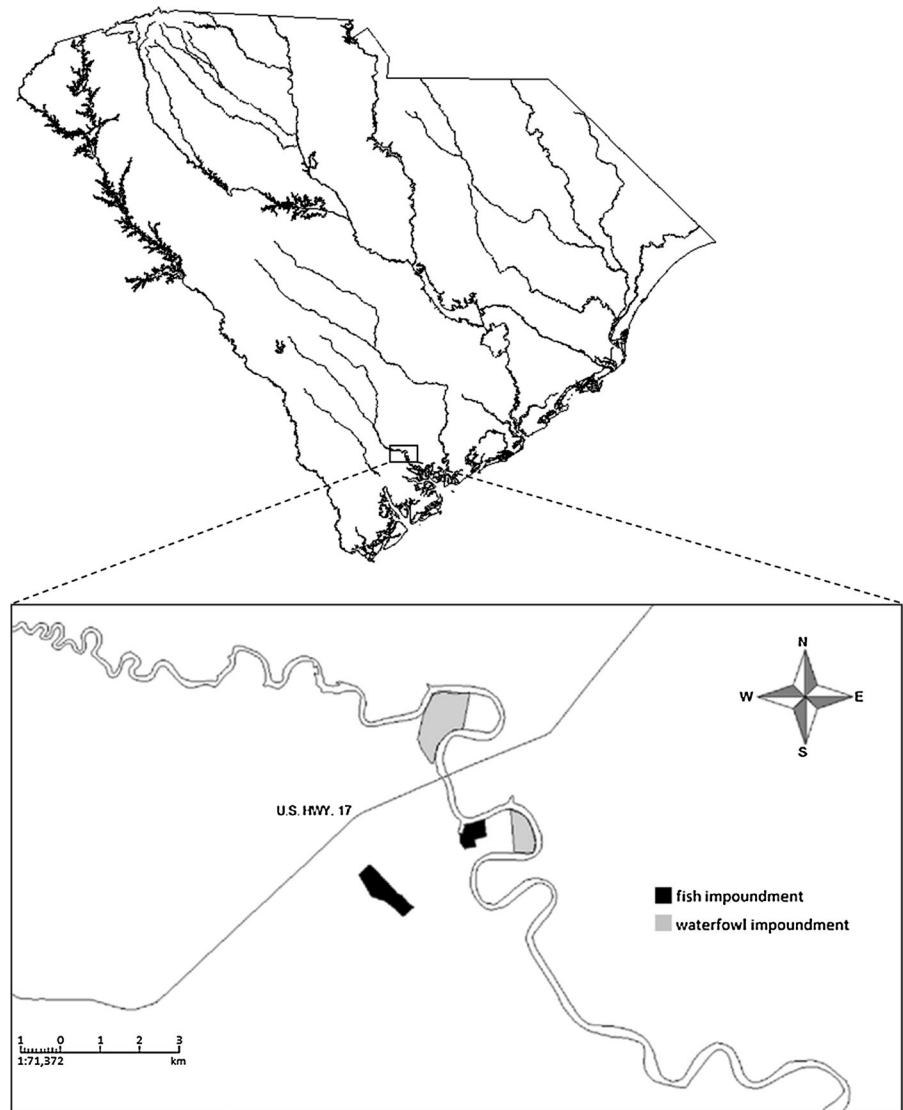 N
W E
S
U.S. HWY. 17
fish impoundment
waterfowl impoundment
1 0 1 2 3
1:71,372 km